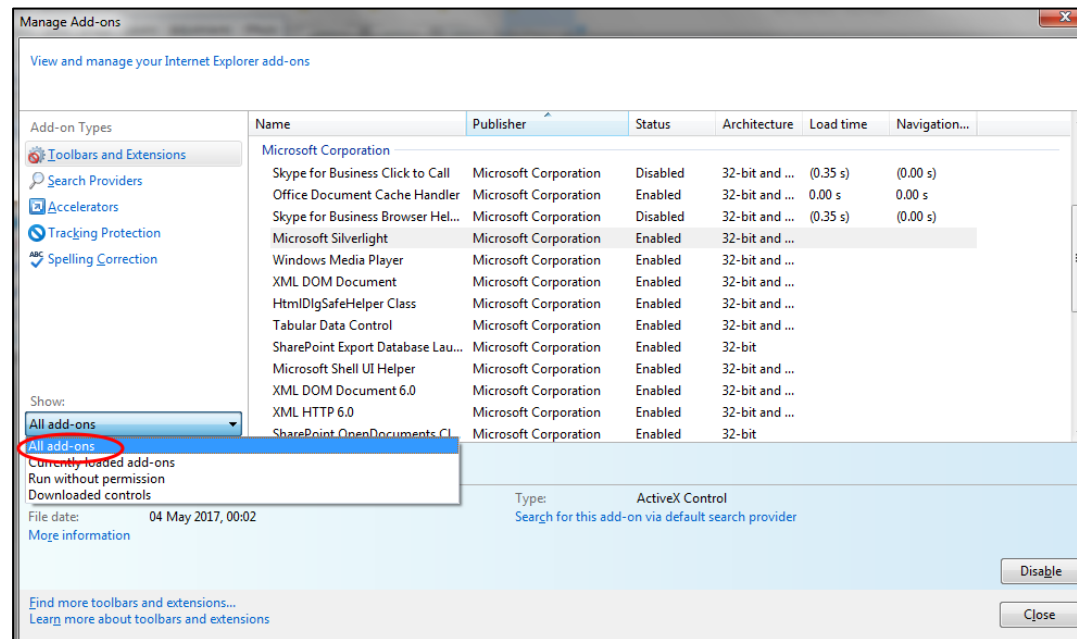 Manage Add-ons
View and manage your Internet Explorer add-ons
Add-on Types
Toolbars and Extensions
Search Providers
Accelerators
Tracking Protection
ABC Spelling Correction
Show:
All add-ons
All add-ons
Currently loaded add-ons
Run without permission
Downloaded controls
Name Publisher Status Architecture Load time Navigation...
Microsoft Corporation
Skype for Business Click to Call Microsoft Corporation Disabled 32-bit and ... (0.35 s) (0.00 s)
Office Document Cache Handler Microsoft Corporation Enabled 32-bit and ... 0.00 s 0.00 s
Skype for Business Browser Hel... Microsoft Corporation Disabled 32-bit and ... (0.35 s) (0.00 s)
Microsoft Silverlight Microsoft Corporation Enabled 32-bit and ...
Windows Media Player Microsoft Corporation Enabled 32-bit and ...
XML DOM Document Microsoft Corporation Enabled 32-bit and ...
HtmlDlgSafeHelper Class Microsoft Corporation Enabled 32-bit and ...
Tabular Data Control Microsoft Corporation Enabled 32-bit and ...
SharePoint Export Database Lau... Microsoft Corporation Enabled 32-bit
Microsoft Shell UI Helper Microsoft Corporation Enabled 32-bit and ...
XML DOM Document 6.0 Microsoft Corporation Enabled 32-bit and ...
XML HTTP 6.0 Microsoft Corporation Enabled 32-bit and ...
SharePoint OpenDocuments Cl... Microsoft Corporation Enabled 32-bit
Type: ActiveX Control
File date: 04 May 2017, 00:02 Search for this add-on via default search provider
More information
Disable
Find more toolbars and extensions...
Learn more about toolbars and extensions
Close